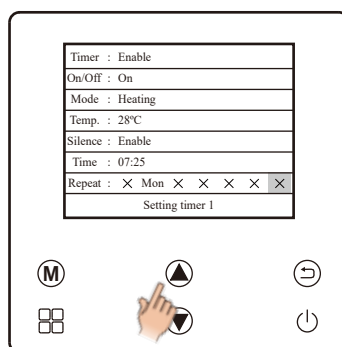 Timer : Enable
On/Off : On
Mode : Heating
Temp. : 28ºC
Silence : Enable
Time : 07:25
Repeat : × Mon × × × × ×
Setting timer 1
M